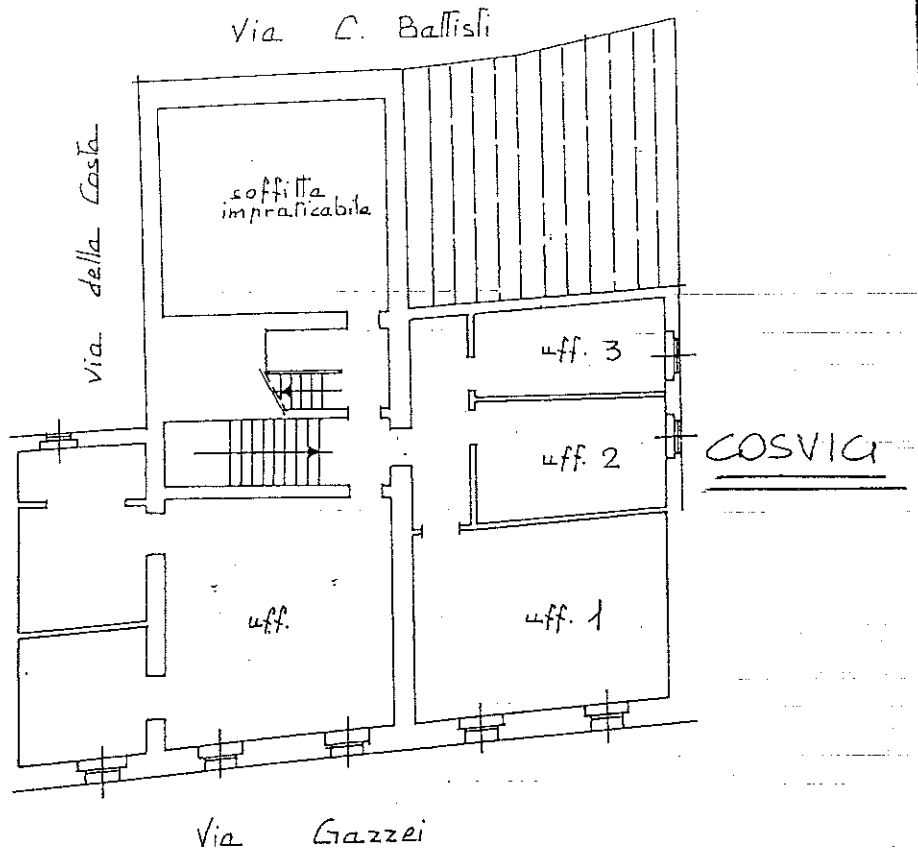 Via C. Battisti
via della Costa
soffitta
impraticabile
uff. 3
uff. 2
COSVIG
uff.
uff. 1
Via Gazzei